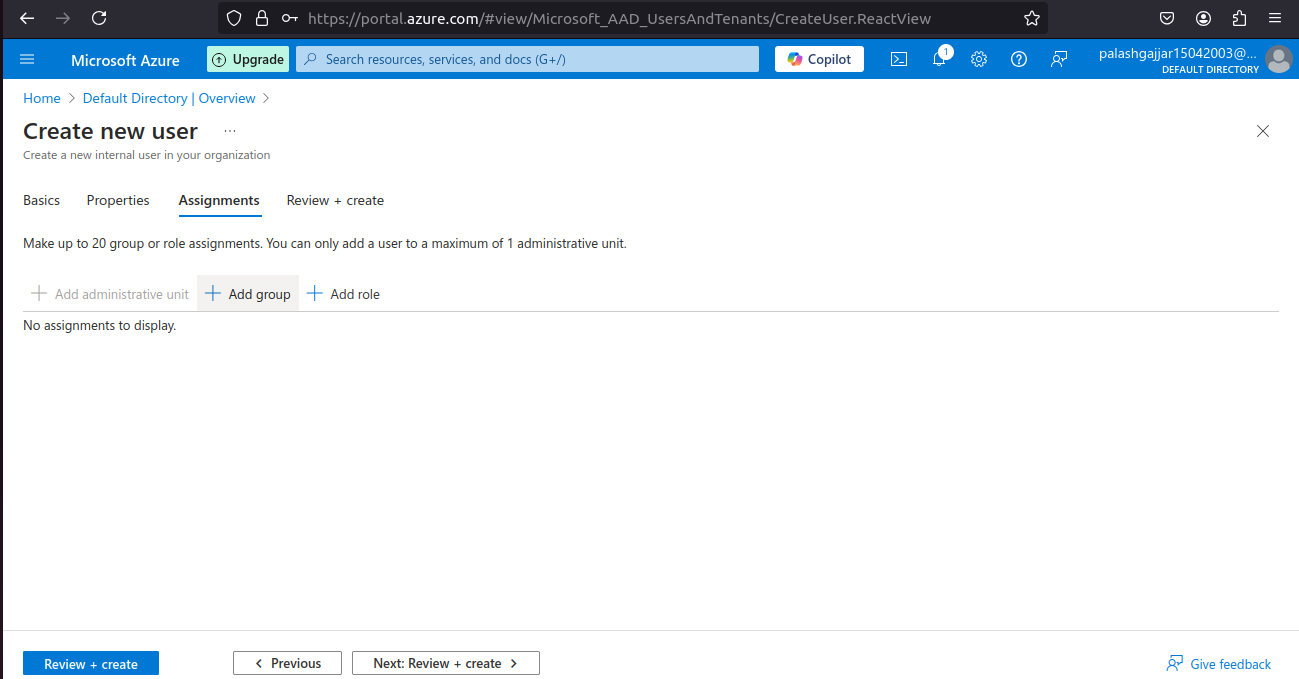 https://portal.azure.com/#view/Microsoft_AAD_UsersAndTenants/CreateUser.ReactView
Microsoft Azure
Upgrade
Search resources, services, and docs (G+/)
Copilot
1
palashgajjar15042003@...
DEFAULT DIRECTORY
Home > Default Directory | Overview >
Create new user ...
Create a new internal user in your organization
Basics Properties Assignments Review + create
Make up to 20 group or role assignments. You can only add a user to a maximum of 1 administrative unit.
+ Add administrative unit + Add group + Add role
No assignments to display.
Review + create < Previous Next: Review + create > Give feedback